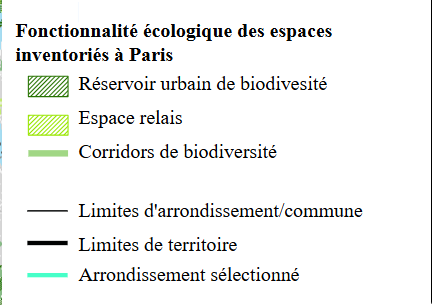 Fonctionnalité écologique des espaces
inventoriés à Paris
Réservoir urbain de biodivesité
Espace relais
Corridors de biodiversité
Limites d'arrondissement/commune
Limites de territoire
Arrondissement sélectionné